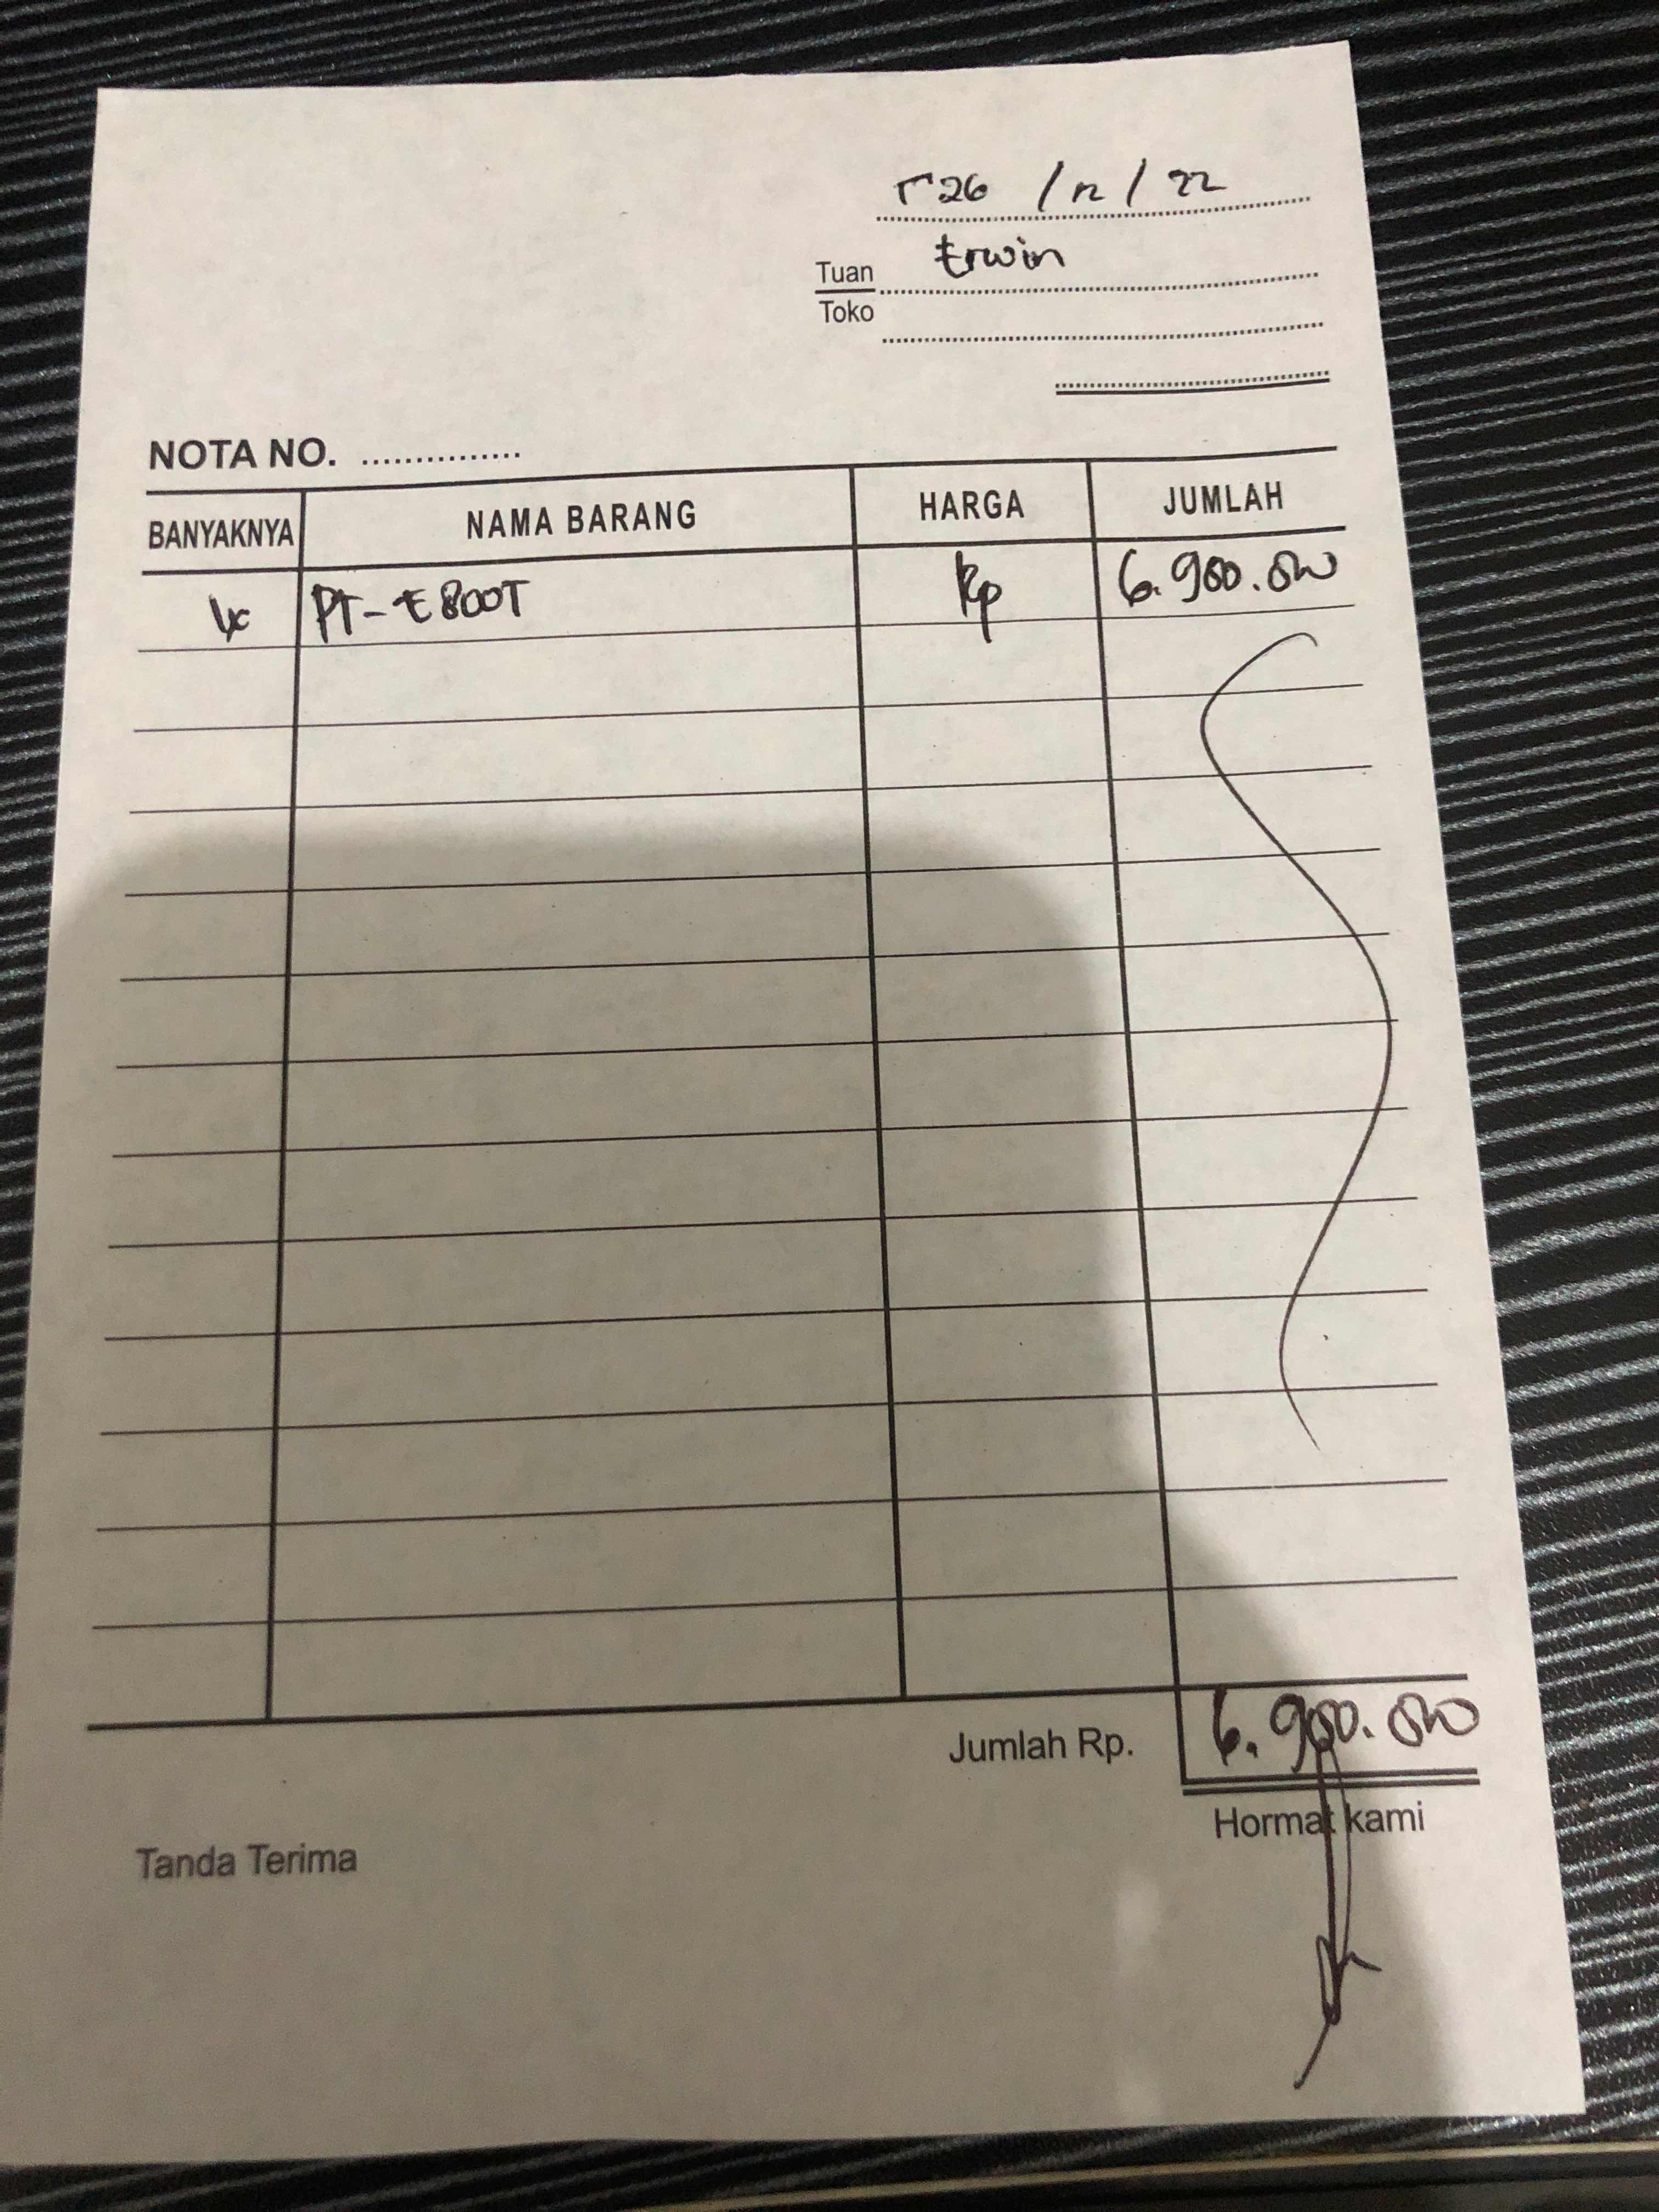 26 / 12 / 22
Tuan Erwin
Toko
NOTA NO. ...............
BANYAKNYA NAMA BARANG HARGA JUMLAH
PT-E800T Rp 6.900.000
Jumlah Rp. 6.900.000
Hormat kami
Tanda Terima